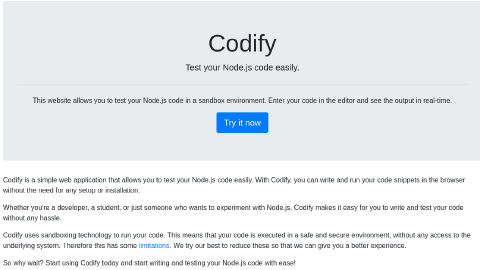 Codify
Test your Node.js code easily.
This website allows you to test your Node.js code in a sandbox environment. Enter your code in the editor and see the output in real-time.
Try it now
Codify is a simple web application that allows you to test your Node.js code easily. With Codify, you can write and run your code snippets in the browser
without the need for any setup or installation.
Whether you're a developer, a student, or just someone who wants to experiment with Node.js, Codify makes it easy for you to write and test your code
without any hassle.
Codify uses sandboxing technology to run your code. This means that your code is executed in a safe and secure environment, without any access to the
underlying system. Therefore this has some limitations. We try our best to reduce these so that we can give you a better experience.
So why wait? Start using Codify today and start writing and testing your Node.js code with ease!